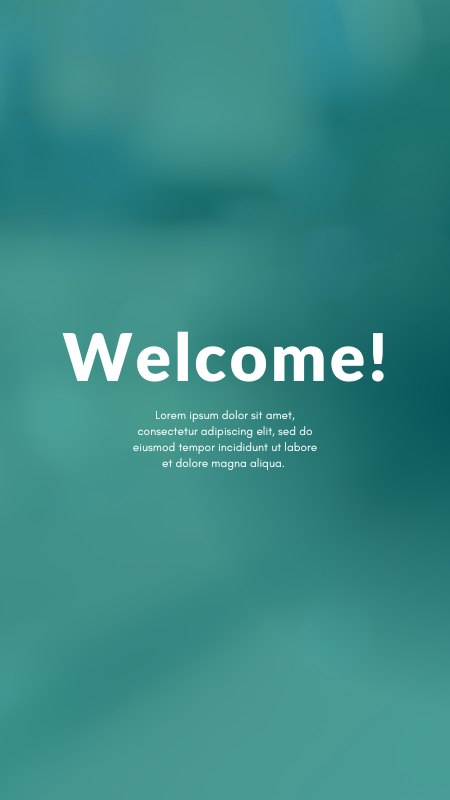 Welcome!
Lorem ipsum dolor sit amet,
consectetur adipiscing elit, sed do
eiusmod tempor incididunt ut labore
et dolore magna aliqua.